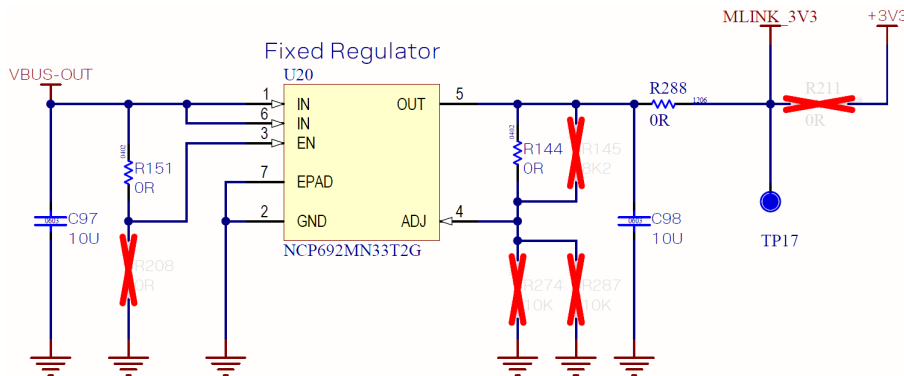 MLINK_3V3
+3V3
Fixed Regulator
VBUS-OUT
U20
1
IN
OUT
5
R288
1206
R211
0R
0R
6
IN
3
EN
0402
R151
0R
0402
R144
0R
R145
8K2
7
EPAD
C97
0603
10U
2
GND
ADJ
4
C98
0603
10U
TP17
NCP692MN33T2G
R208
0R
R274
10K
R287
10K